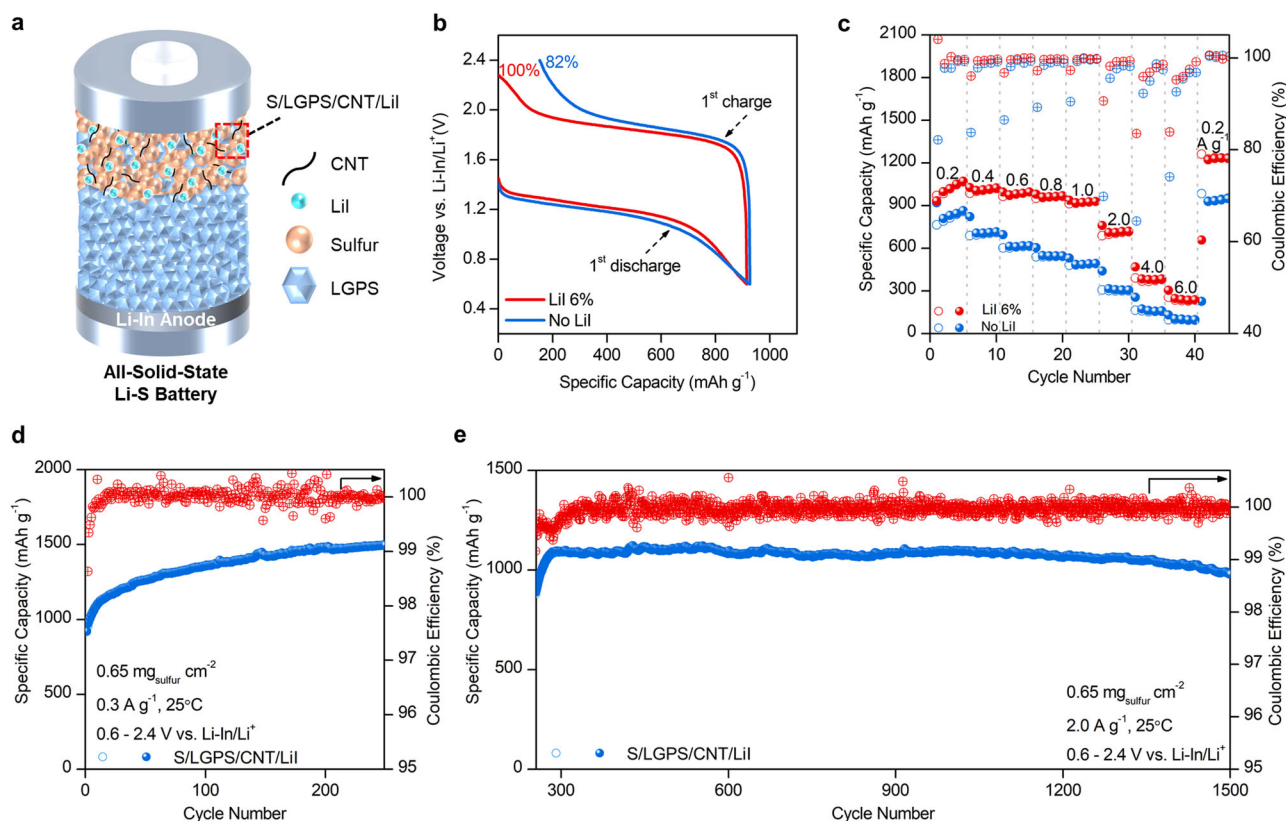 a
S/LGPS/CNT/LiI
CNT
LiI
Sulfur
LGPS
Li-In Anode
All-Solid-State
Li-S Battery
b
Voltage vs. Li-In/Li⁺ (V)
2.4
2.0
1.6
1.2
0.8
0.4
100%
82%
1ˢᵗ charge
1ˢᵗ discharge
LiI 6%
No LiI
200 400 600 800 1000
Specific Capacity (mAh g⁻¹)
c
Specific Capacity (mAh g⁻¹)
2100
1800
1500
1200
900
600
300
0
0.2 0.4 0.6 0.8 1.0
2.0
4.0
6.0
0.2
A g⁻¹
LiI 6%
No LiI
0 10 20 30 40
Cycle Number
100
80
60
40
Coulombic Efficiency (%)
d
Specific Capacity (mAh g⁻¹)
2000
1500
1000
500
0
0.65 mg_sulfur cm⁻²
0.3 A g⁻¹, 25°C
0.6 - 2.4 V vs. Li-In/Li⁺
S/LGPS/CNT/LiI
0 100 200
Cycle Number
100
99
98
97
96
95
Coulombic Efficiency (%)
e
Specific Capacity (mAh g⁻¹)
1500
1000
500
0
0.65 mg_sulfur cm⁻²
2.0 A g⁻¹, 25°C
0.6 - 2.4 V vs. Li-In/Li⁺
S/LGPS/CNT/LiI
300 600 900 1200 1500
Cycle Number
100
99
98
97
96
95
Coulombic Efficiency (%)